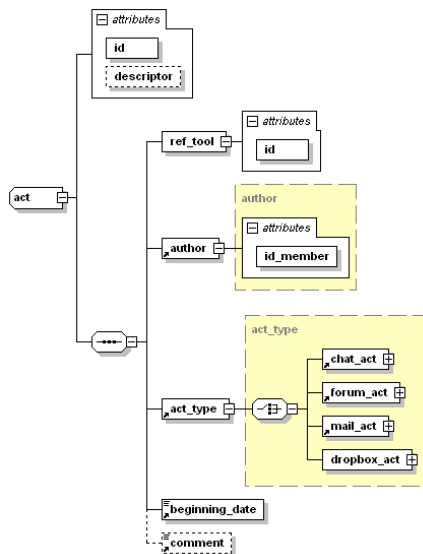 attributes
id
descriptor
attributes
ref_tool
id
act
author
attributes
author
id_member
act_type
chat_act
forum_act
act_type
mail_act
dropbox_act
beginning_date
comment